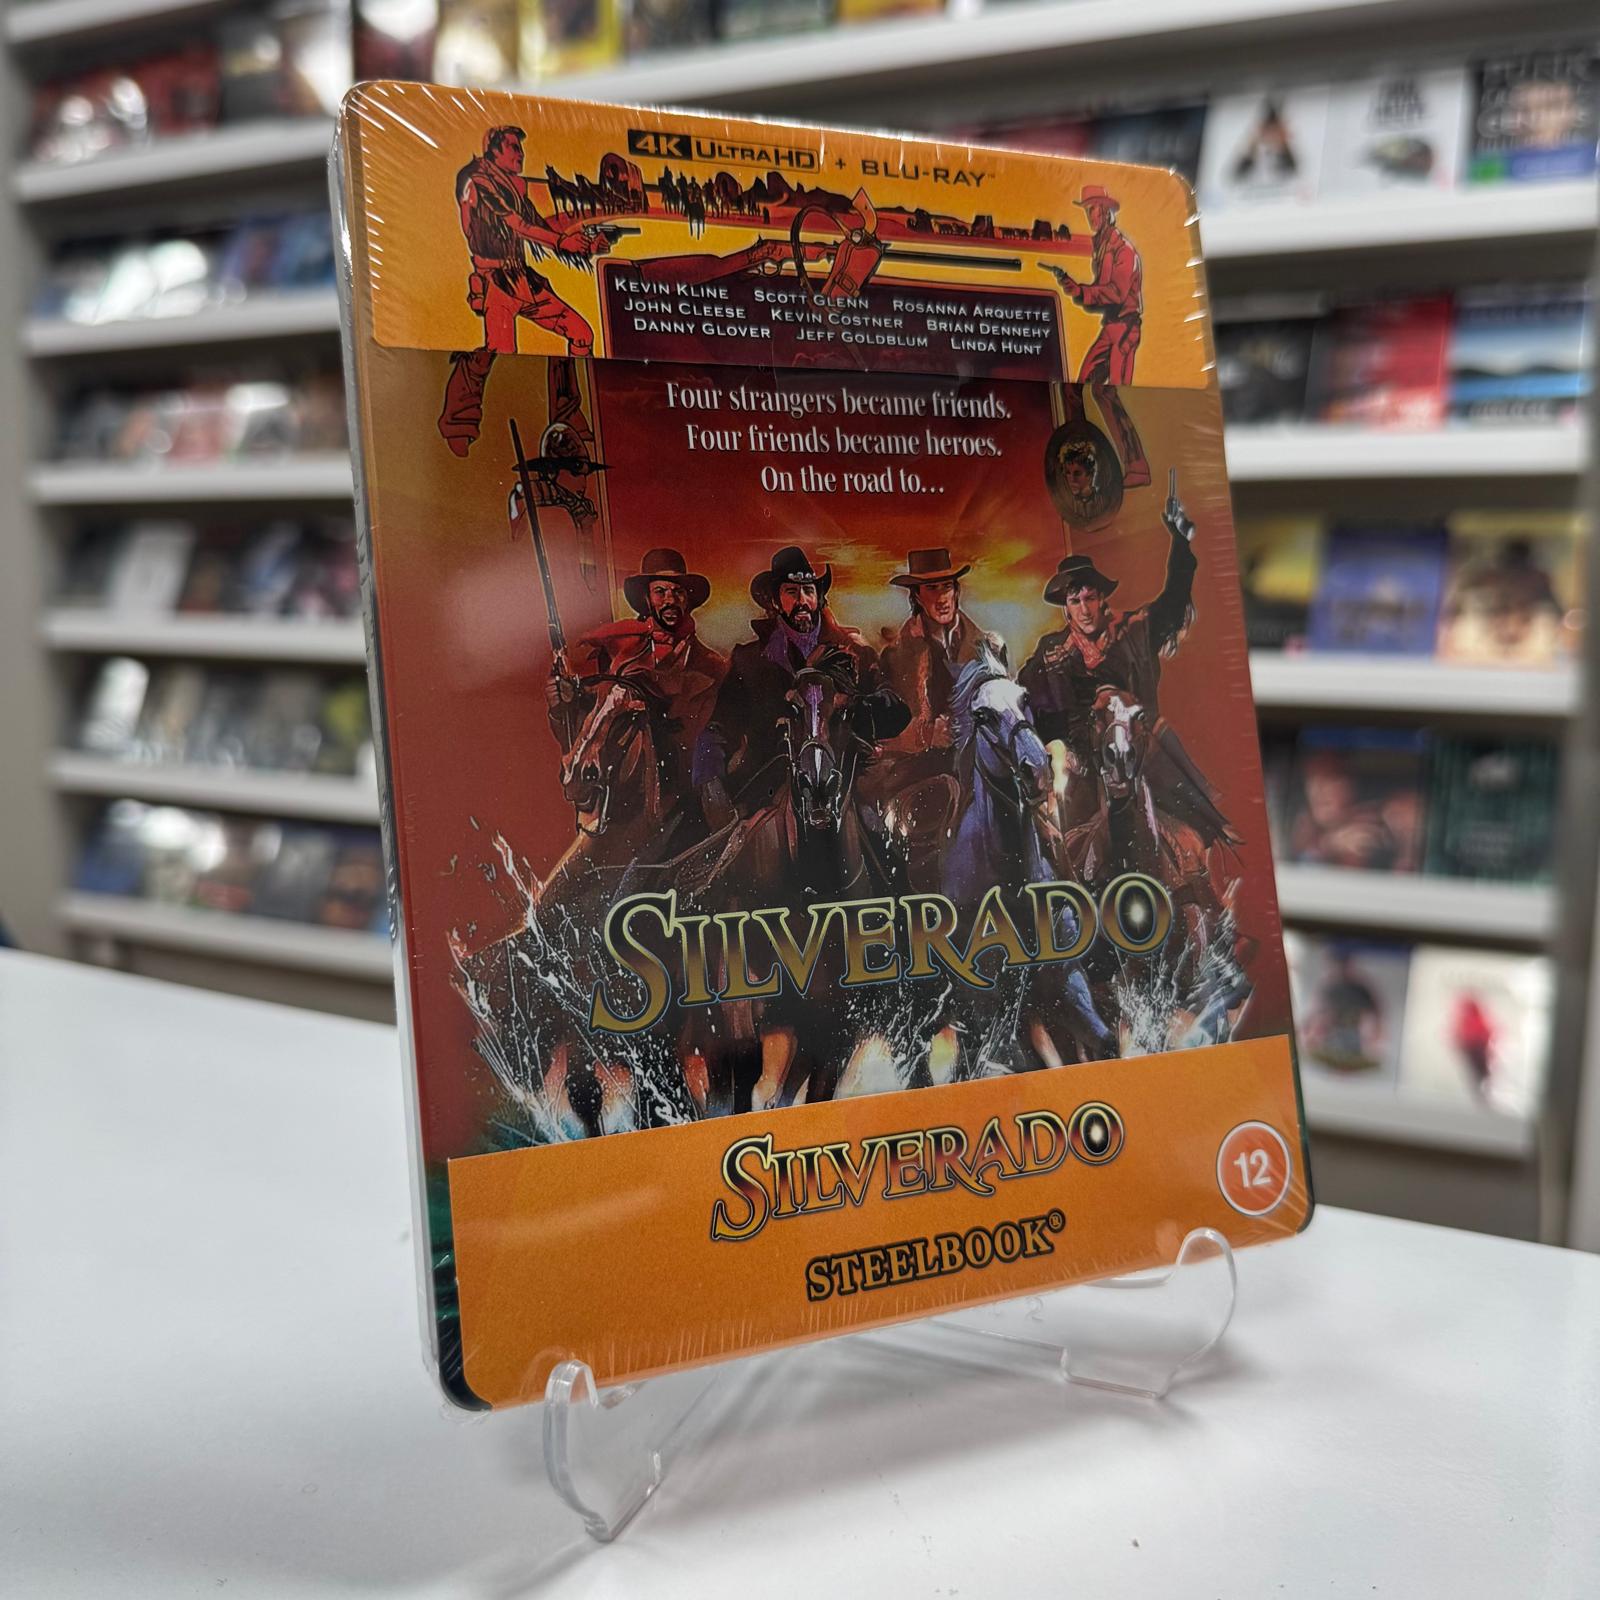 4K ULTRA HD + BLU-RAY™
KEVIN KLINE SCOTT GLENN ROSANNA ARQUETTE
JOHN CLEESE KEVIN COSTNER BRIAN DENNEHY
DANNY GLOVER JEFF GOLDBLUM LINDA HUNT
Four strangers became friends.
Four friends became heroes.
On the road to...
SILVERADO
SILVERADO
12
STEELBOOK®